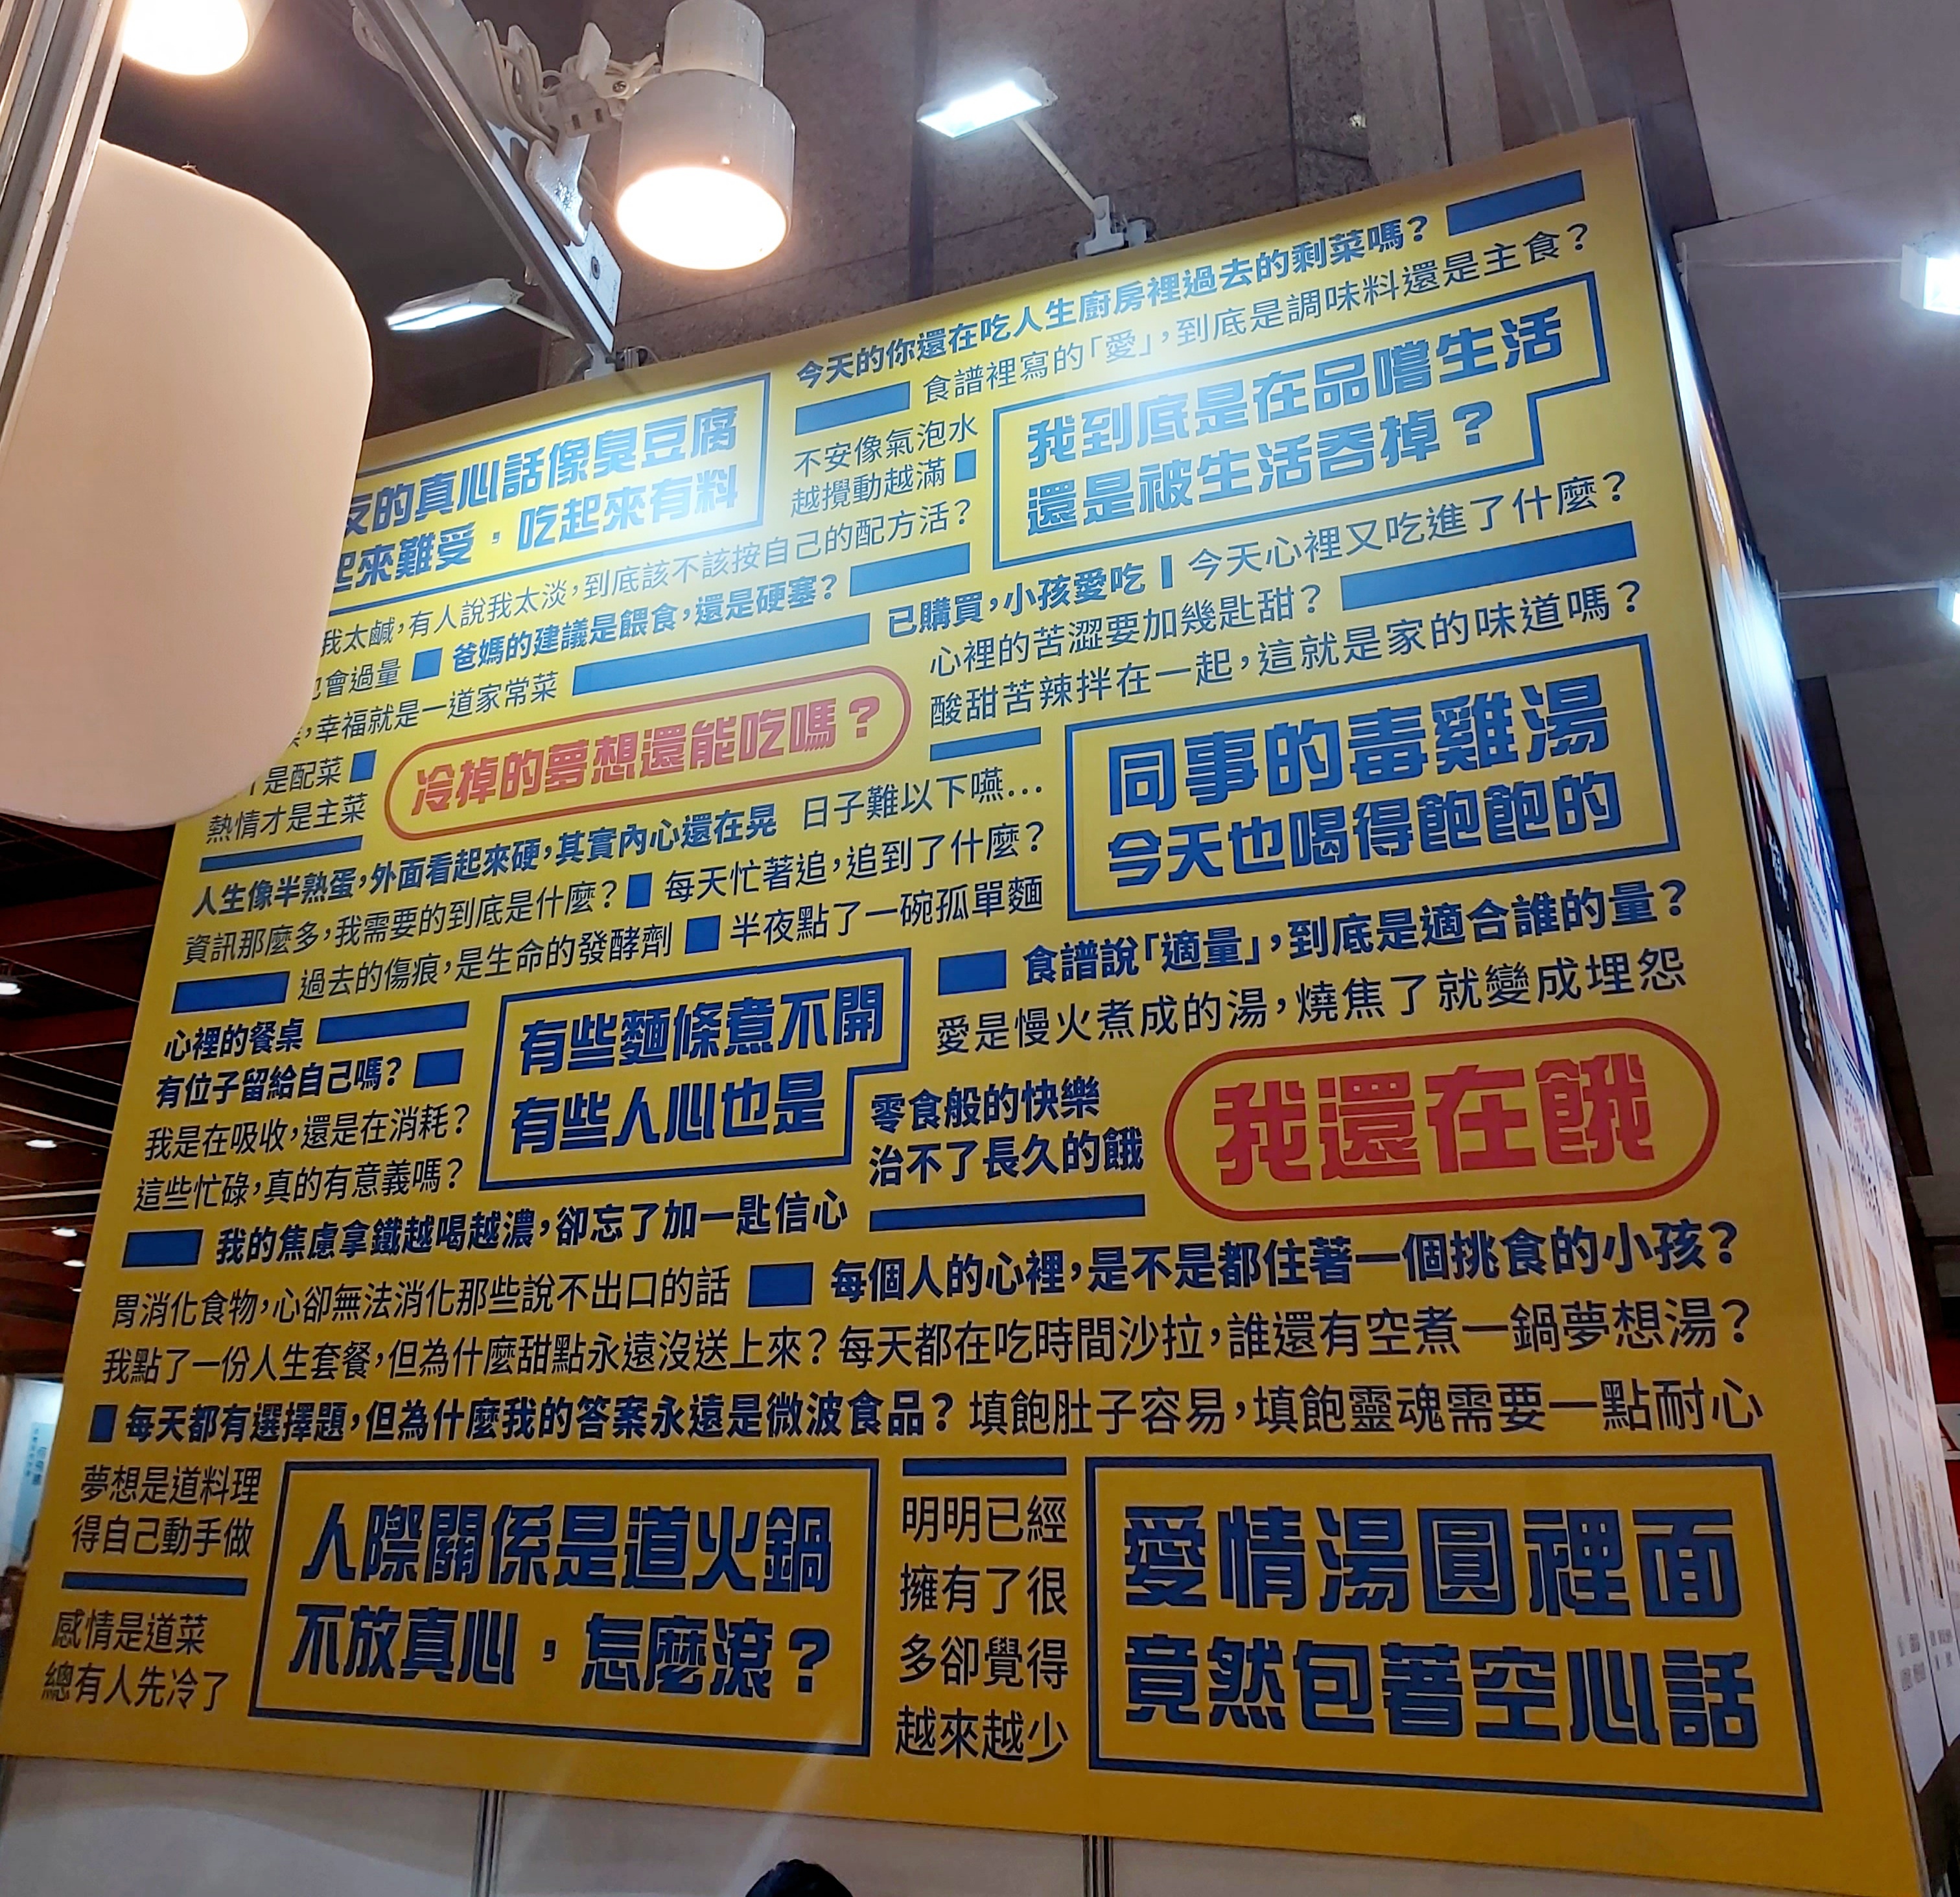 今天的你還在吃人生廚房裡過去的剩菜嗎?
食譜裡寫的「愛」,到底是調味料還是主食?
的真心話像臭豆腐
來難受,吃起來有料
不安像氣泡水
越攪動越滿
我到底是在品嚐生活
還是被生活吞掉?
我太鹹,有人說我太淡,到底該不該按自己的配方活?
會過量
爸媽的建議是餵食,還是硬塞?
已購買,小孩愛吃
今天心裡又吃進了什麼?
,幸福就是一道家常菜
心裡的苦澀要加幾匙甜?
酸甜苦辣拌在一起,這就是家的味道嗎?
是配菜
熱情才是主菜
冷掉的夢想還能吃嗎?
同事的毒雞湯
今天也喝得飽飽的
人生像半熟蛋,外面看起來硬,其實內心還在晃
日子難以下嚥...
資訊那麼多,我需要的到底是什麼?
每天忙著追,追到了什麼?
過去的傷痕,是生命的發酵劑
半夜點了一碗孤單麵
食譜說「適量」,到底是適合誰的量?
愛是慢火煮成的湯,燒焦了就變成埋怨
心裡的餐桌
有位子留給自己嗎?
我是在吸收,還是在消耗?
這些忙碌,真的有意義嗎?
有些麵條煮不開
有些人心也是
零食般的快樂
治不了長久的餓
我還在餓
我的焦慮拿鐵越喝越濃,卻忘了加一匙信心
胃消化食物,心卻無法消化那些說不出口的話
每個人的心裡,是不是都住著一個挑食的小孩?
我點了一份人生套餐,但為什麼甜點永遠沒送上來?
每天都在吃時間沙拉,誰還有空煮一鍋夢想湯?
每天都有選擇題,但為什麼我的答案永遠是微波食品?
填飽肚子容易,填飽靈魂需要一點耐心
夢想是道料理
得自己動手做
感情是道菜
總有人先冷了
人際關係是道火鍋
不放真心,怎麼滾?
明明已經
擁有了很
多卻覺得
越來越少
愛情湯圓裡面
竟然包著空心話